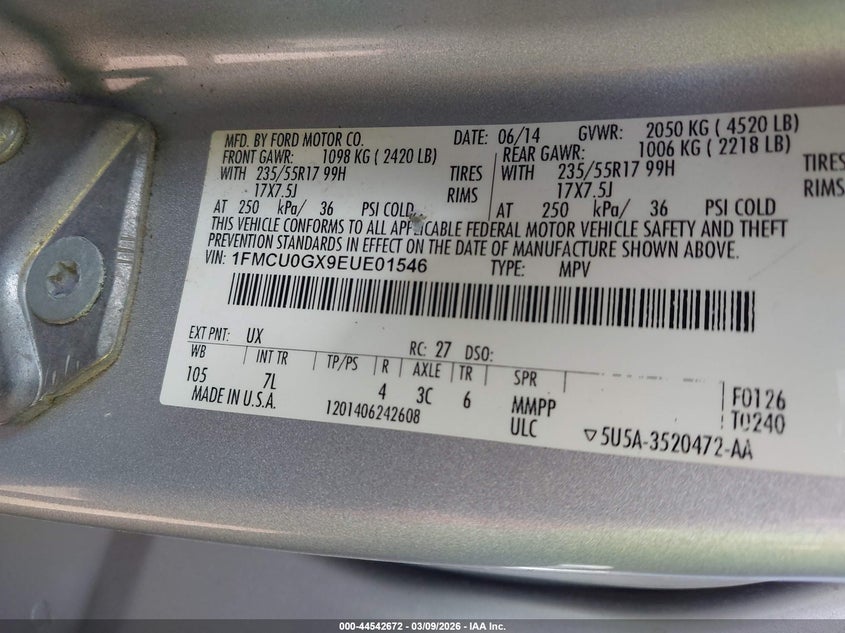 MFD. BY FORD MOTOR CO. DATE: 06/14 GVWR: 2050 KG ( 4520 LB)
FRONT GAWR: 1098 KG ( 2420 LB) REAR GAWR: 1006 KG ( 2218 LB)
WITH 235/55R17 99H TIRES WITH 235/55R17 99H TIRES
17X7.5J RIMS 17X7.5J RIMS
AT 250 kPa/ 36 PSI COLD AT 250 kPa/ 36 PSI COLD
THIS VEHICLE CONFORMS TO ALL APPLICABLE FEDERAL MOTOR VEHICLE SAFETY AND THEFT
PREVENTION STANDARDS IN EFFECT ON THE DATE OF MANUFACTURE SHOWN ABOVE.
VIN: 1FMCU0GX9EUE01546 TYPE: MPV
EXT PNT: UX RC: 27 DSO:
WB INT TR TP/PS R AXLE TR SPR
105 7L 4 3C 6 MMPP F0126
MADE IN U.S.A. 1201406242608 ULC T0240
5U5A-3520472-AA
000-44542672 | 03/09/2026 | IAA Inc.